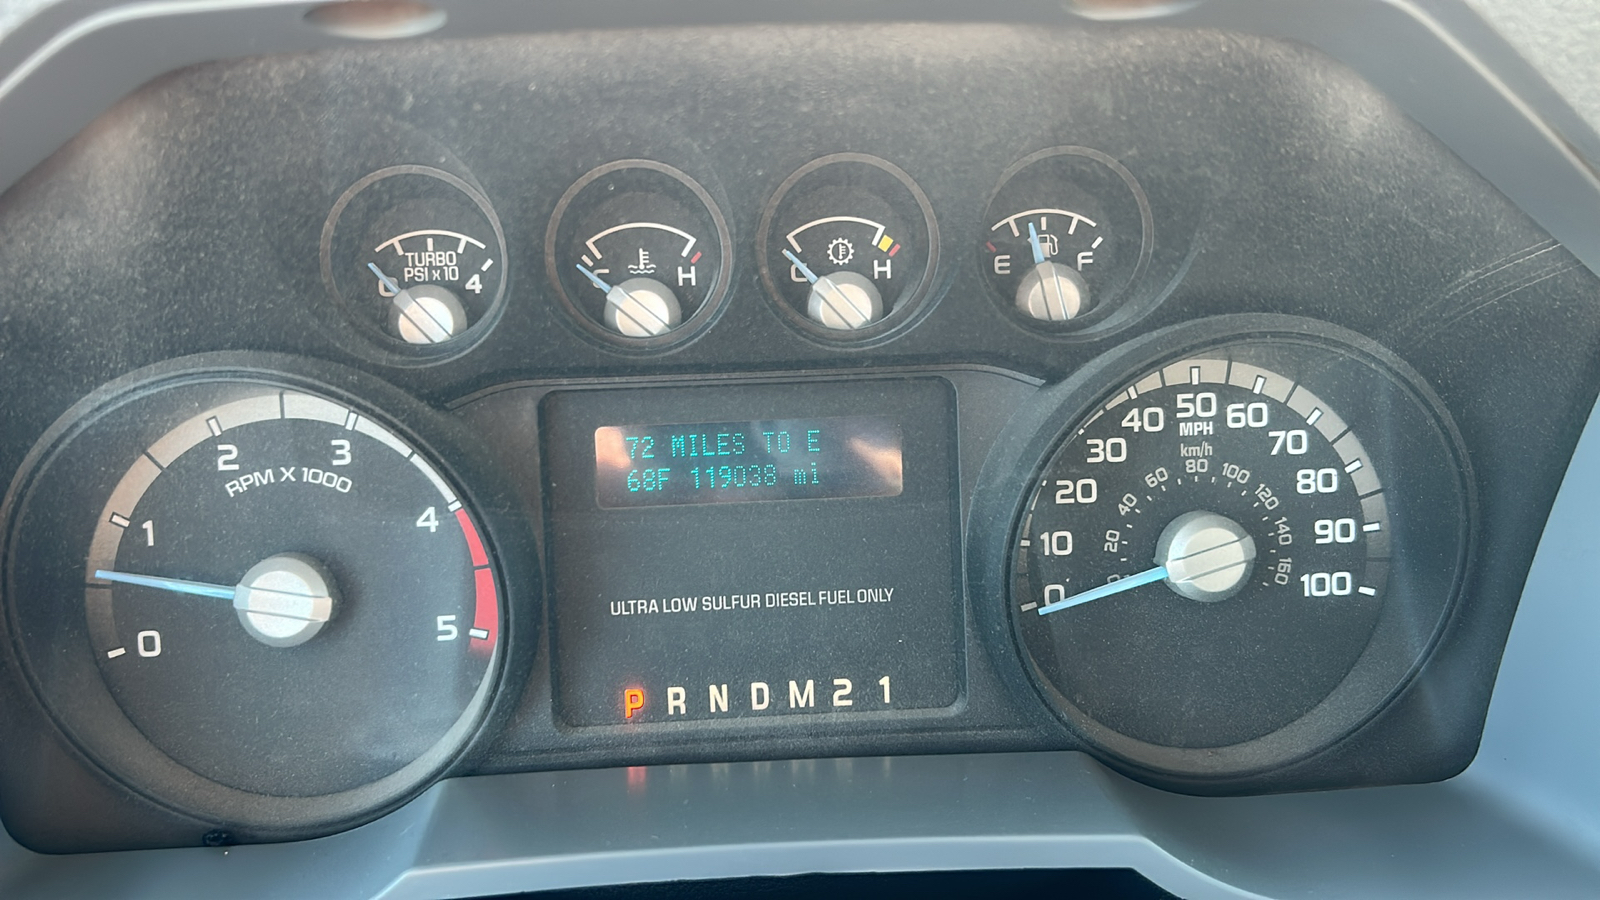 TURBO
PSI x 10
0 4
H
C H
E F
RPM X 1000
0 1 2 3 4 5
72 MILES TO E
68F 119038 mi
ULTRA LOW SULFUR DIESEL FUEL ONLY
P R N D M 2 1
MPH
0 10 20 30 40 50 60 70 80 90 100
km/h
0 20 40 60 80 100 120 140 160